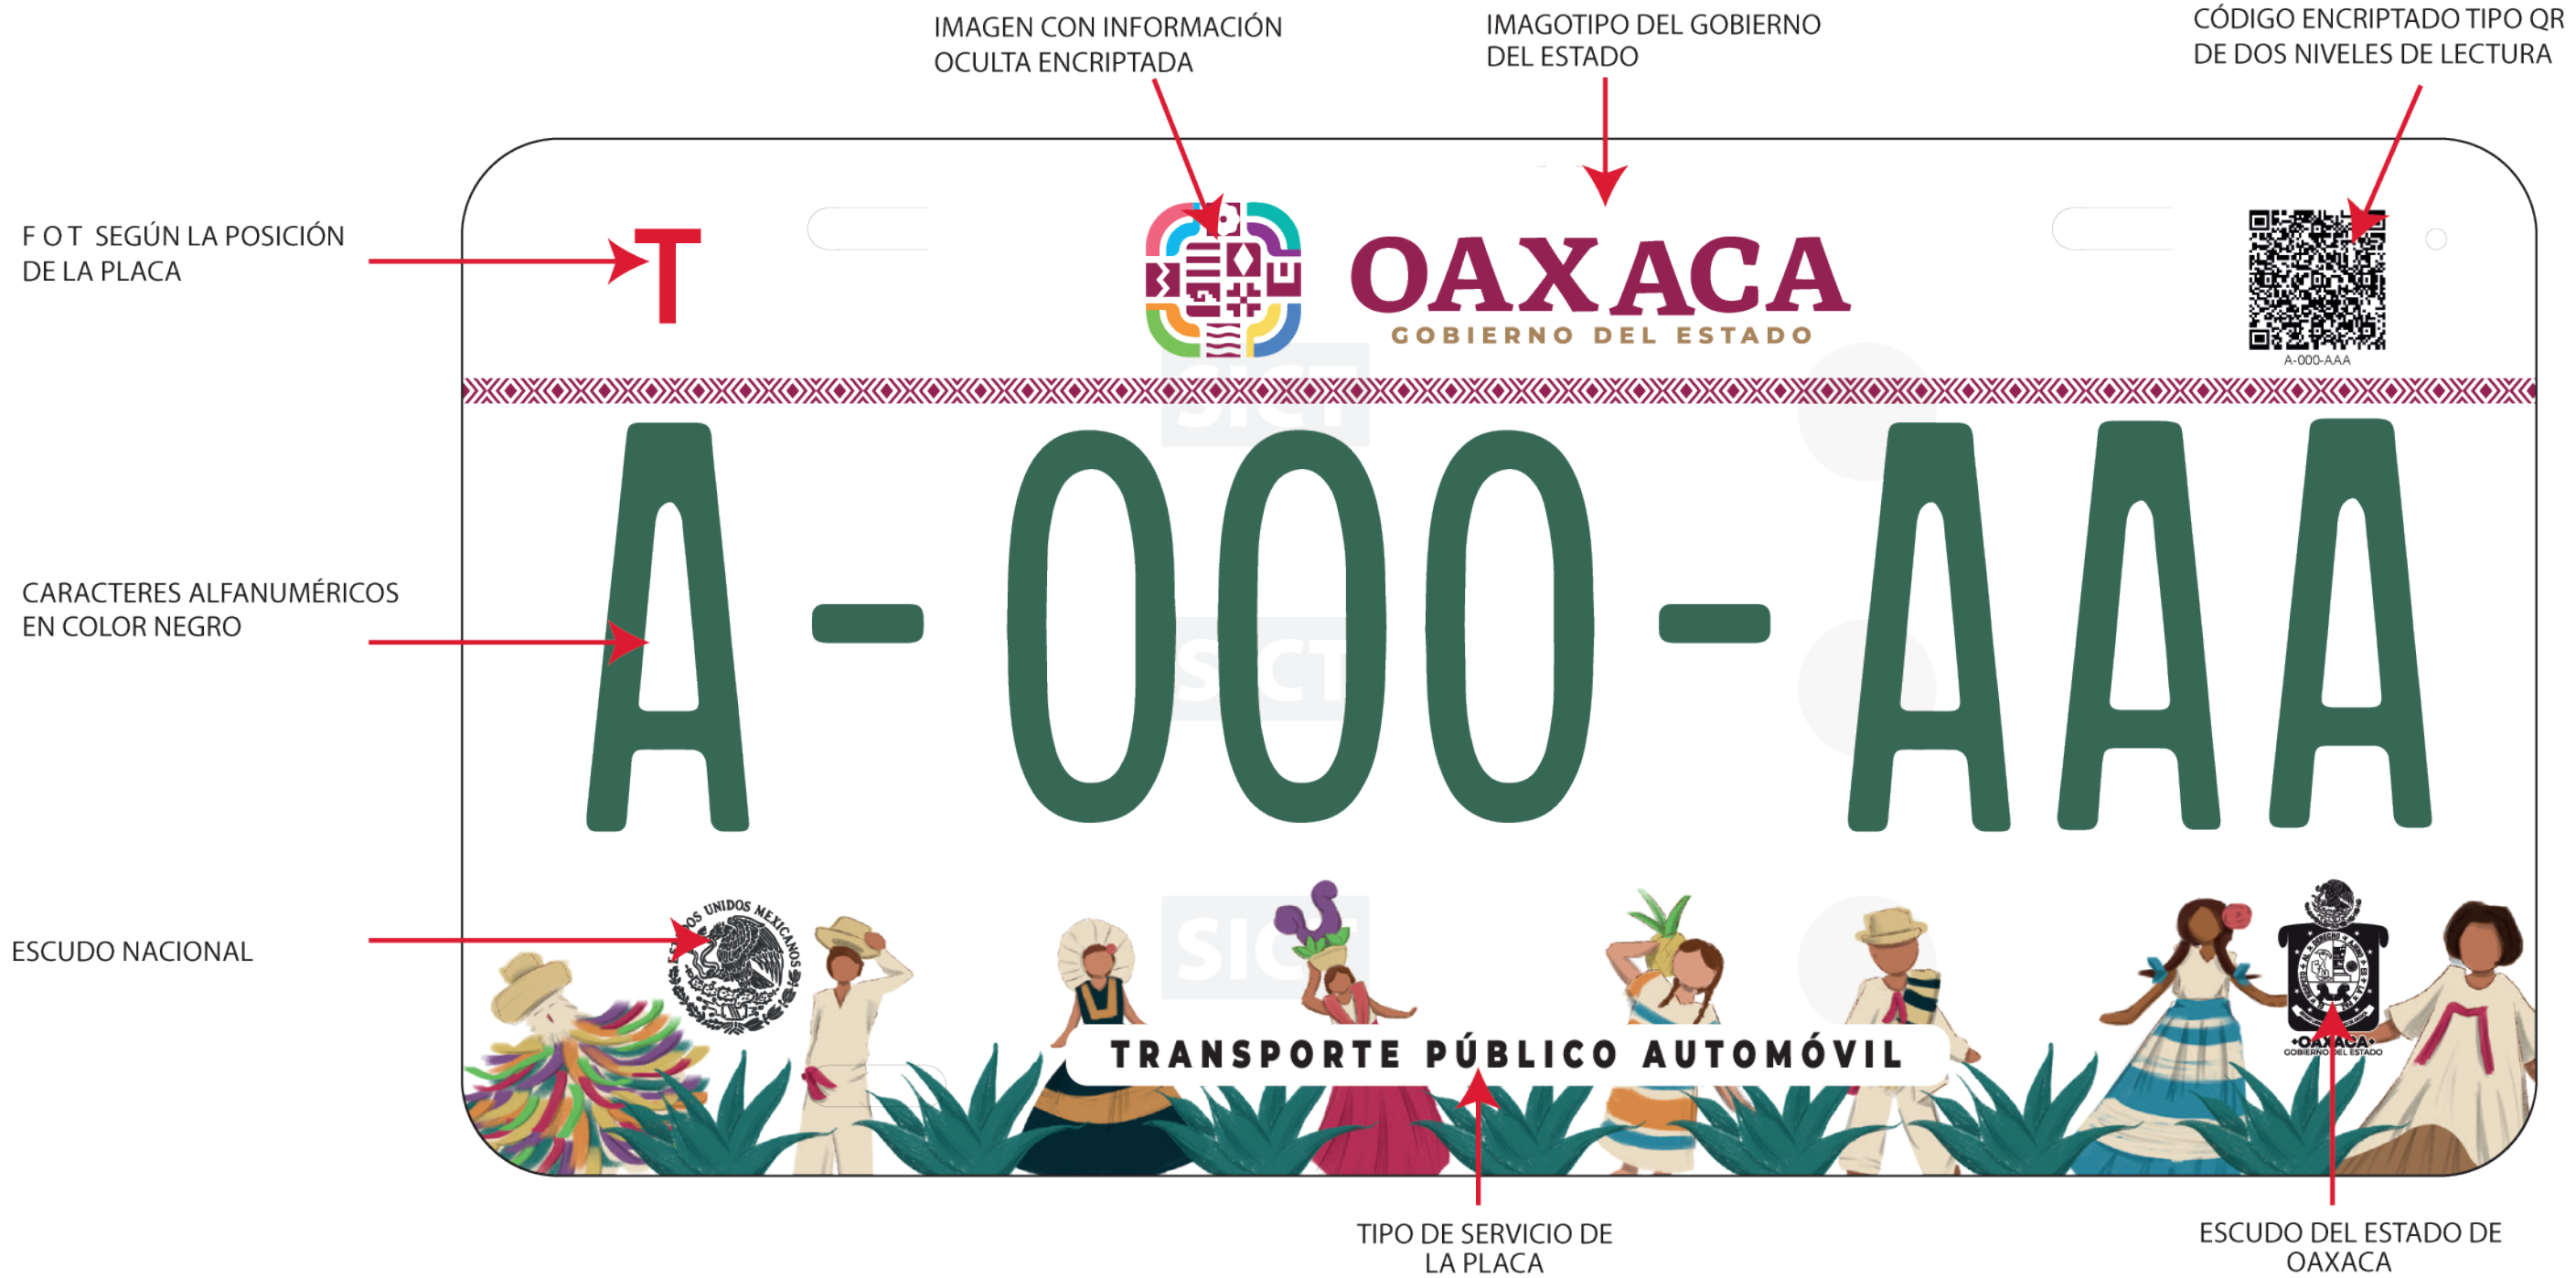 IMAGEN CON INFORMACIÓN
OCULTA ENCRIPTADA
IMAGOTIPO DEL GOBIERNO
DEL ESTADO
CÓDIGO ENCRIPTADO TIPO QR
DE DOS NIVELES DE LECTURA
F O T SEGÚN LA POSICIÓN
DE LA PLACA
T
OAXACA
GOBIERNO DEL ESTADO
A-000-AAA
SICT
CARACTERES ALFANUMÉRICOS
EN COLOR NEGRO
A-000-AAA
SICT
ESCUDO NACIONAL
UNIDOS MEXICANOS
SICT
TRANSPORTE PÚBLICO AUTOMÓVIL
OAXACA
GOBIERNO DEL ESTADO
TIPO DE SERVICIO DE
LA PLACA
ESCUDO DEL ESTADO DE
OAXACA